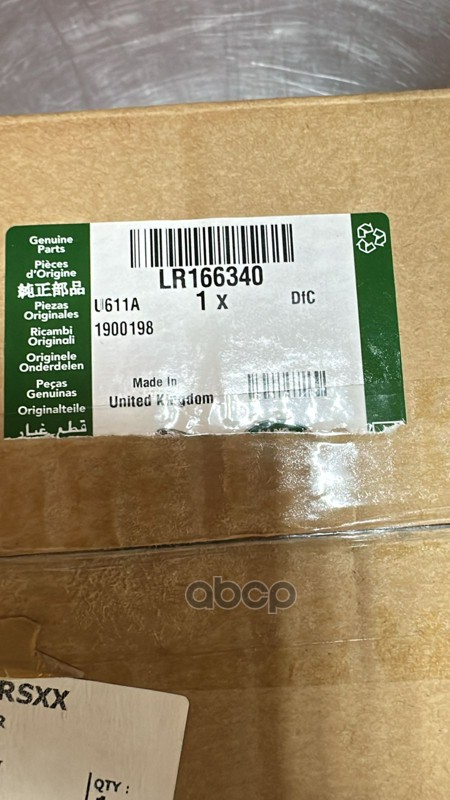 Genuine
Parts
Pièces
d'Origine
純正部品
Piezas
Originales
Ricambi
Originali
Originele
Onderdelen
Peças
Genuinas
Originalteile
قطع غيار
LR166340
U611A 1 x DfC
1900198
Made In
United Kingdom
abcp
RSXX
QTY :